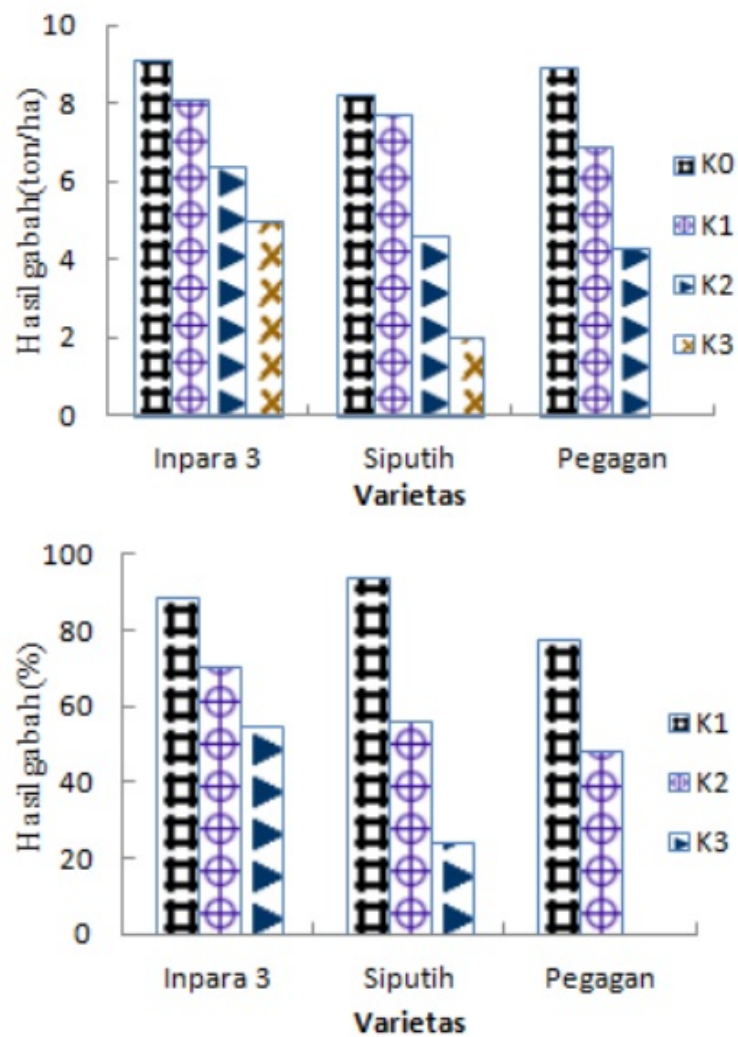 10
8
6
4
2
0
Hasil gabah(ton/ha)
Inpara 3 Siputih Pegagan
Varietas
K0
K1
K2
K3
100
80
60
40
20
0
Hasil gabah(%)
Inpara 3 Siputih Pegagan
Varietas
K1
K2
K3